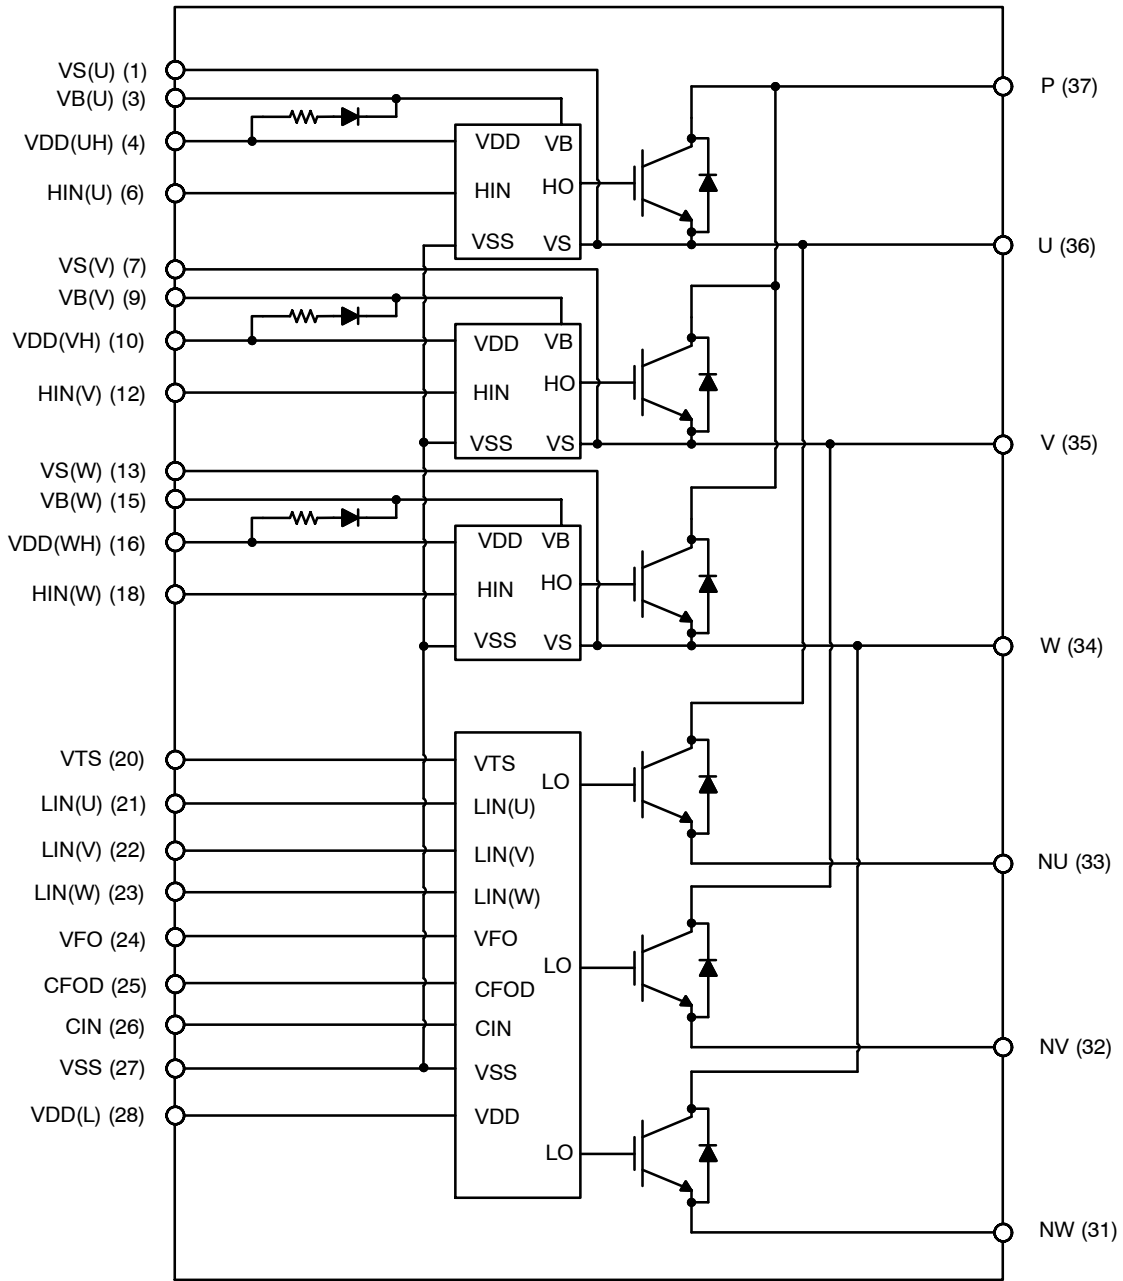 VS(U) (1)
VB(U) (3)
VDD(UH) (4)
HIN(U) (6)
VS(V) (7)
VB(V) (9)
VDD(VH) (10)
HIN(V) (12)
VS(W) (13)
VB(W) (15)
VDD(WH) (16)
HIN(W) (18)
VTS (20)
LIN(U) (21)
LIN(V) (22)
LIN(W) (23)
VFO (24)
CFOD (25)
CIN (26)
VSS (27)
VDD(L) (28)
VDD VB
HIN HO
VSS VS
VDD VB
HIN HO
VSS VS
VDD VB
HIN HO
VSS VS
VTS
LO
LIN(U)
LIN(V)
LIN(W)
VFO
LO
CFOD
CIN
VSS
VDD
LO
P (37)
U (36)
V (35)
W (34)
NU (33)
NV (32)
NW (31)